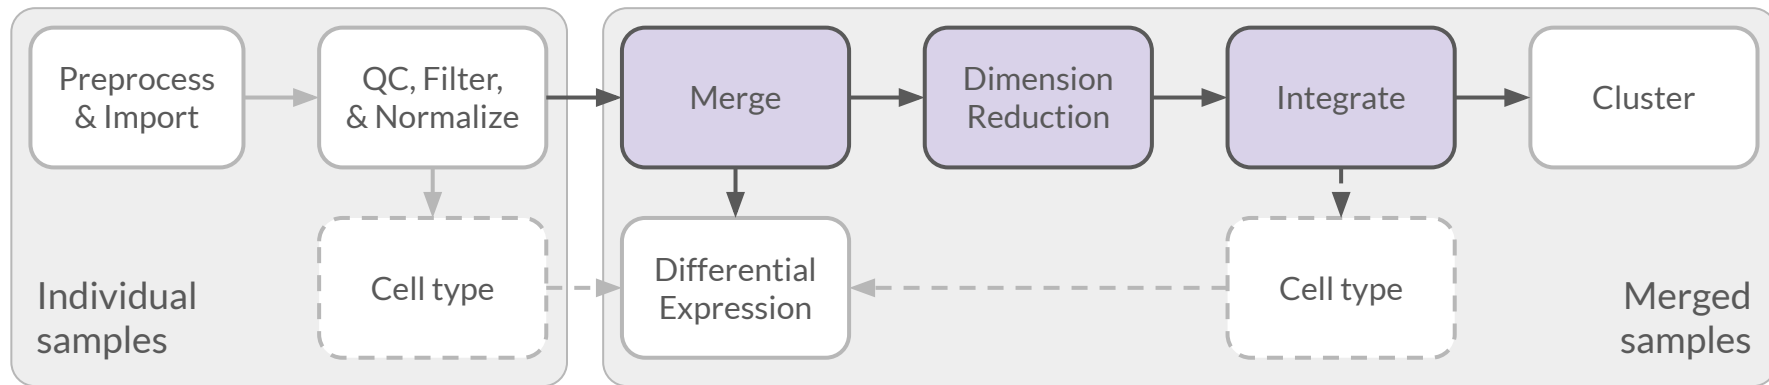 Preprocess
& Import
QC, Filter,
& Normalize
Merge
Dimension
Reduction
Integrate
Cluster
Cell type
Differential
Expression
Cell type
Individual
samples
Merged
samples